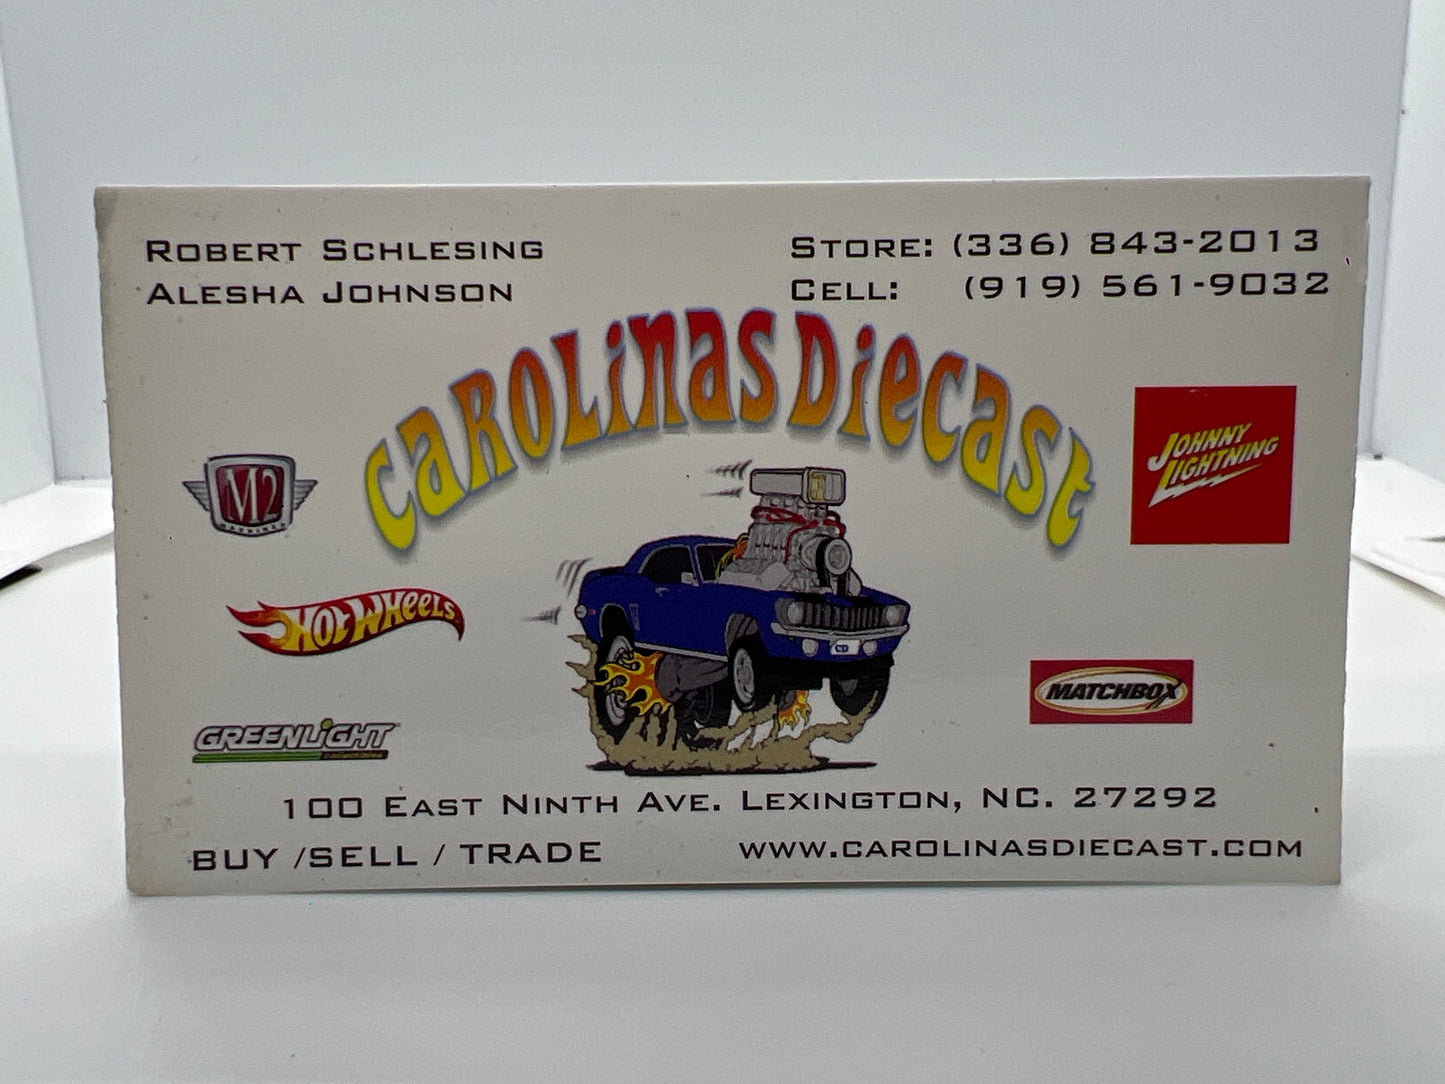 ROBERT SCHLESING
ALESHA JOHNSON
STORE: (336) 843-2013
CELL: (919) 561-9032
CAROLINAS DIECAST
M2
MACHINES
JOHNNY
LIGHTNING
HOT WHEELS
MATCHBOX
GREENLIGHT
100 EAST NINTH AVE. LEXINGTON, NC. 27292
BUY /SELL / TRADE
WWW.CAROLINASDIECAST.COM